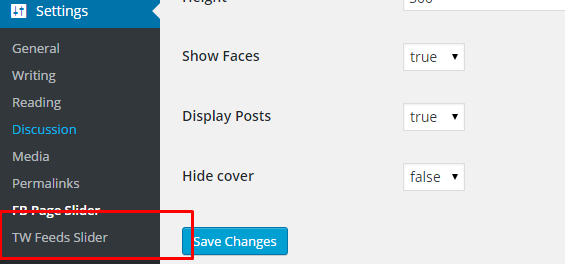 Settings
General
Writing
Reading
Discussion
Media
Permalinks
FB Page Slider
TW Feeds Slider
Height
300
Show Faces
true
Display Posts
true
Hide cover
false
Save Changes